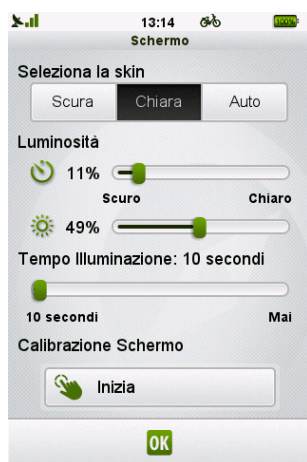 13:14 100%
Schermo
Seleziona la skin
Scura Chiara Auto
Luminosità
11%
Scuro Chiaro
49%
Tempo Illuminazione: 10 secondi
10 secondi Mai
Calibrazione Schermo
Inizia
OK